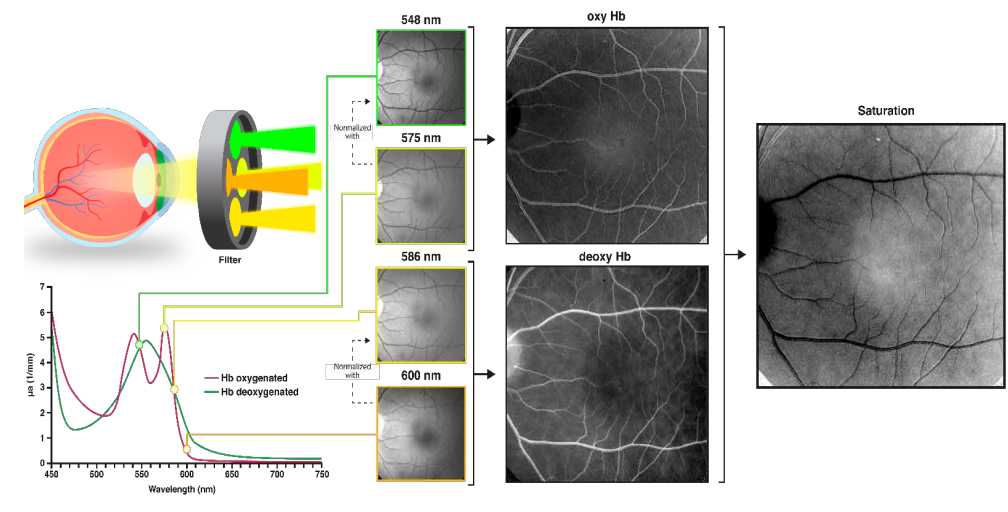 548 nm
oxy Hb
Normalized
with
575 nm
Saturation
Filter
586 nm
deoxy Hb
Normalized
with
600 nm
7
6
5
4
3
2
1
0
μa (1/mm)
Hb oxygenated
Hb deoxygenated
450 500 550 600 650 700 750
Wavelength (nm)